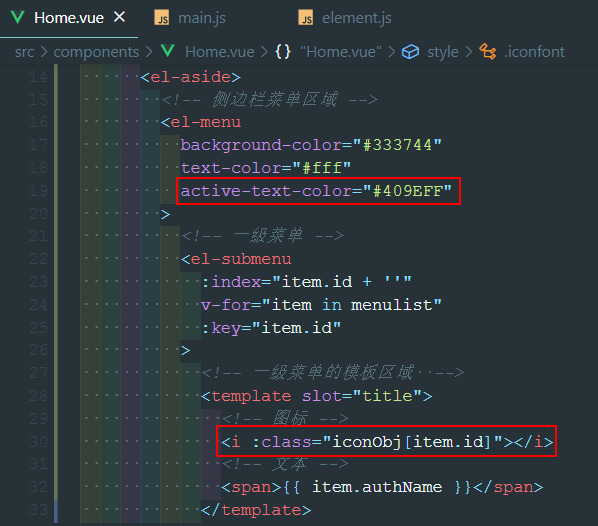 Home.vue
main.js
element.js
src > components > Home.vue > {} "Home.vue" > style > .iconfont
14 <el-aside>
15 <!-- 侧边栏菜单区域 -->
16 <el-menu
17 background-color="#333744"
18 text-color="#fff"
19 active-text-color="#409EFF"
20 >
21 <!-- 一级菜单 -->
22 <el-submenu
23 :index="item.id + ''"
24 v-for="item in menulist"
25 :key="item.id"
26 >
27 <!-- 一级菜单的模板区域 -->
28 <template slot="title">
29 <!-- 图标 -->
30 <i :class="iconObj[item.id]"></i>
31 <!-- 文本 -->
32 <span>{{ item.authName }}</span>
33 </template>